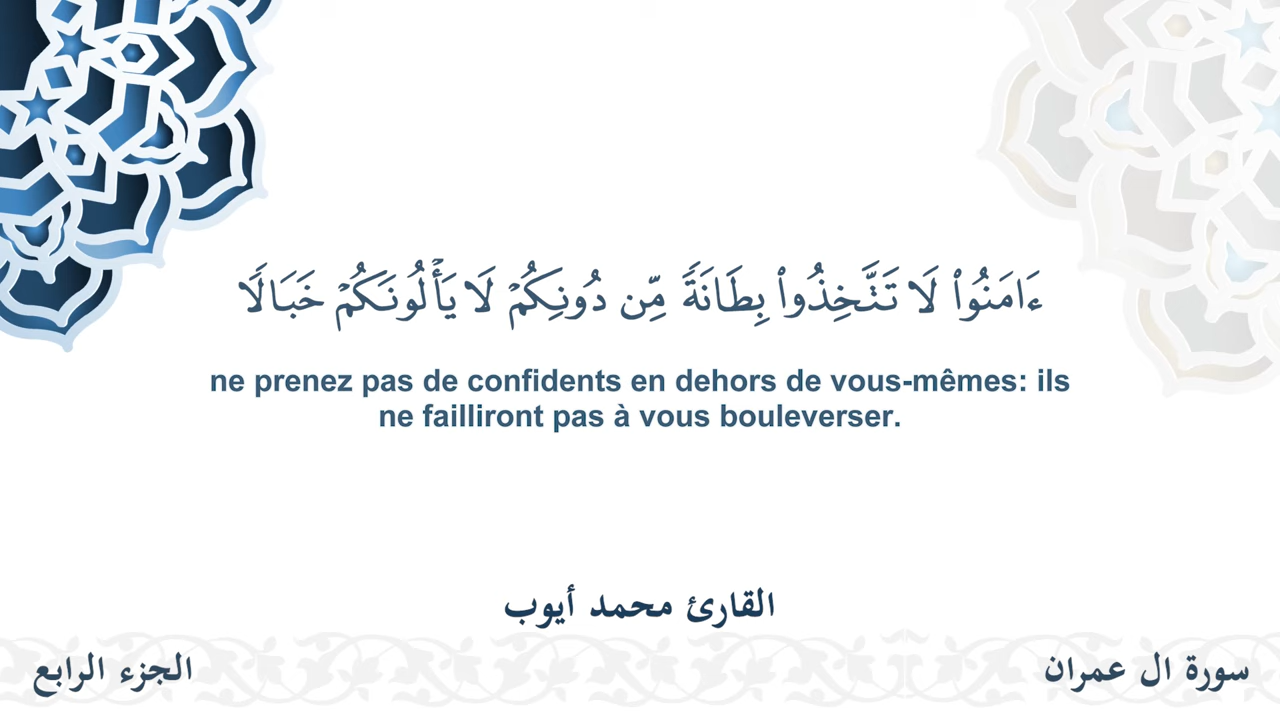 ءَامَنُوا۟ لَا تَتَّخِذُوا۟ بِطَانَةً مِّن دُونِكُمْ لَا يَأْلُونَكُمْ خَبَالًا
ne prenez pas de confidents en dehors de vous-mêmes: ils
ne failliront pas à vous bouleverser.
القارئ محمد أيوب
سورة ال عمران
الجزء الرابع